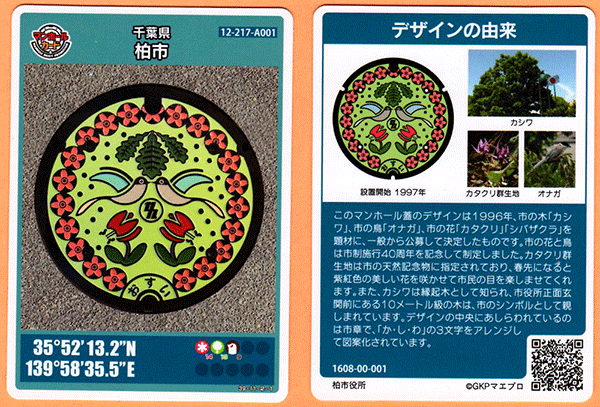 マンホールカード
千葉県
柏市
12-217-A001
おすい
35°52'13.2"N
139°58'35.5"E
デザインの由来
設置開始 1997年
カシワ
カタクリ群生地
オナガ
このマンホール蓋のデザインは1996年、市の木「カシ
ワ」、市の鳥「オナガ」、市の花「カタクリ」「シバザクラ」を
題材に、一般から公募して決定したものです。市の花と鳥
は市制施行40周年を記念して制定しました。カタクリ群
生地は市の天然記念物に指定されており、春先になると
紫紅色の美しい花を咲かせて市民の目を楽しませてくれま
す。また、カシワは縁起木として知られ、市役所正面玄
関前にある10メートル級の木は、市のシンボルとして親
しまれています。デザインの中央にあしらわれているの
は市章で、「か・し・わ」の3文字をアレンジし
て図案化されています。
1608-00-001
柏市役所
©GKPマエプロ